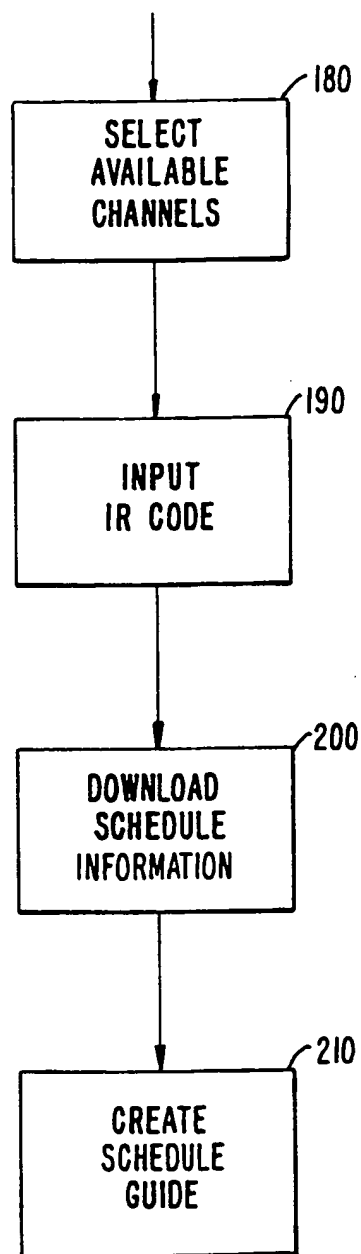 180
SELECT
AVAILABLE
CHANNELS
190
INPUT
IR CODE
200
DOWNLOAD
SCHEDULE
INFORMATION
210
CREATE
SCHEDULE
GUIDE